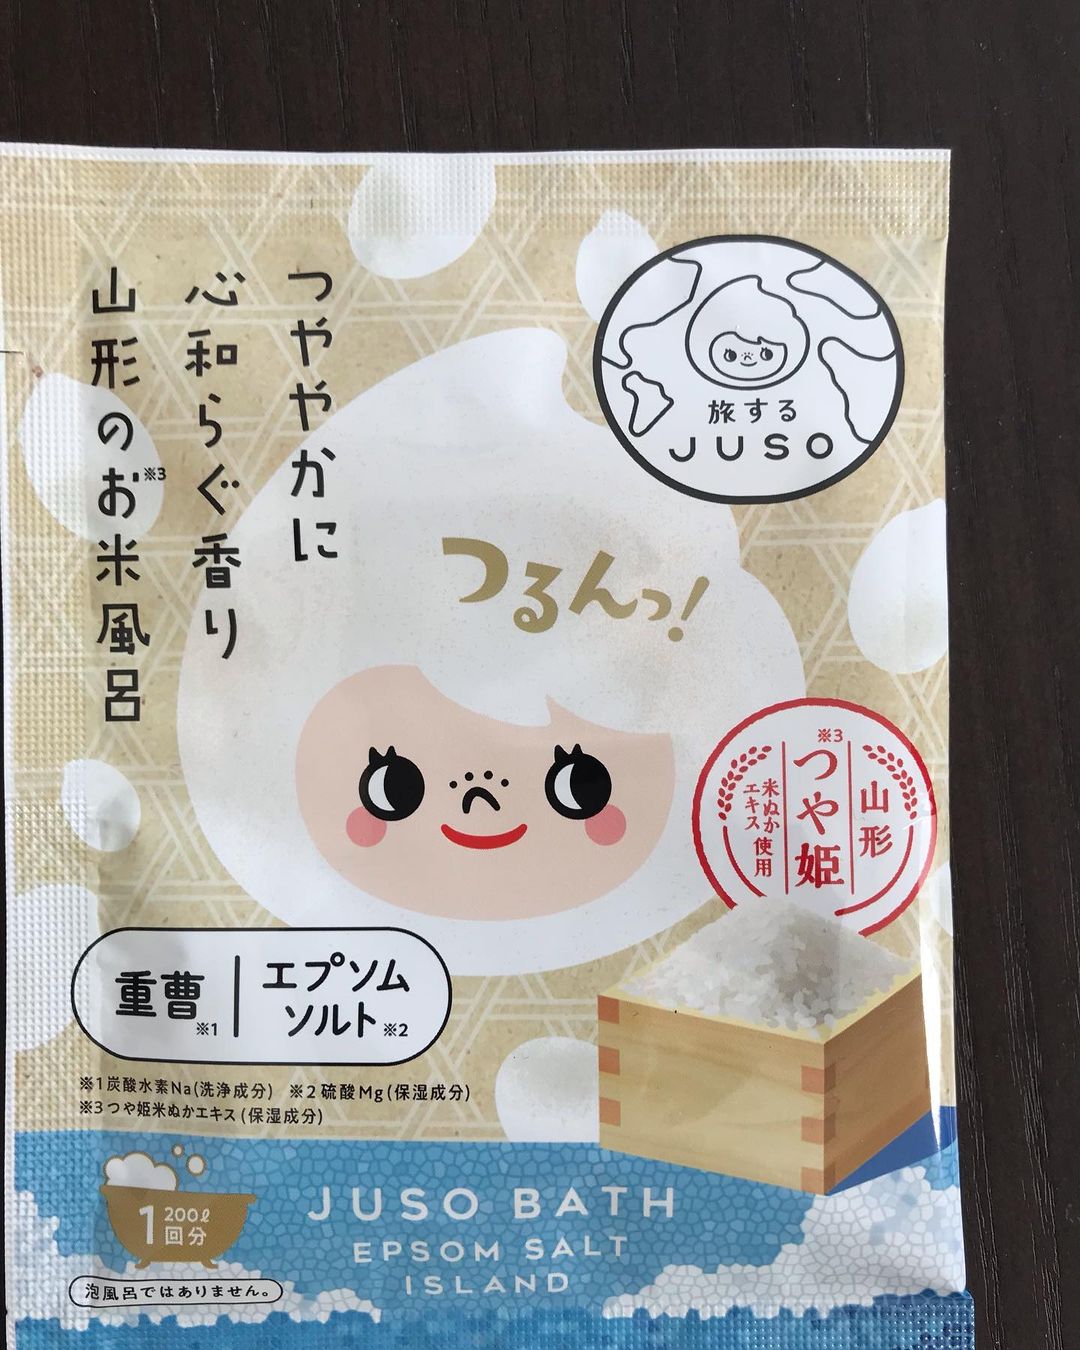 つややかに
心和らぐ香り
山形のお※3米風呂
旅する
JUSO
つるんっ!
山形
※3
つや姫
米ぬか
エキス使用
重曹※1
エプソム
ソルト※2
※1炭酸水素Na(洗浄成分) ※2硫酸Mg(保湿成分)
※3つや姫米ぬかエキス(保湿成分)
1 200ℓ
回分
泡風呂ではありません。
JUSO BATH
EPSOM SALT
ISLAND